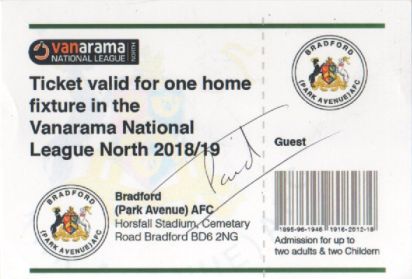 vanarama
NATIONAL LEAGUE NORTH
Ticket valid for one home
fixture in the
Vanarama National
League North 2018/19
BRADFORD
(PARK AVENUE) AFC
Bradford
(Park Avenue) AFC
Horsfall Stadium, Cemetary
Road Bradford BD6 2NG
Paid
BRADFORD
(PARK AVENUE) AFC
Guest
1895-96-1946 1916-2012-18
Admission for up to
two adults & two Childern